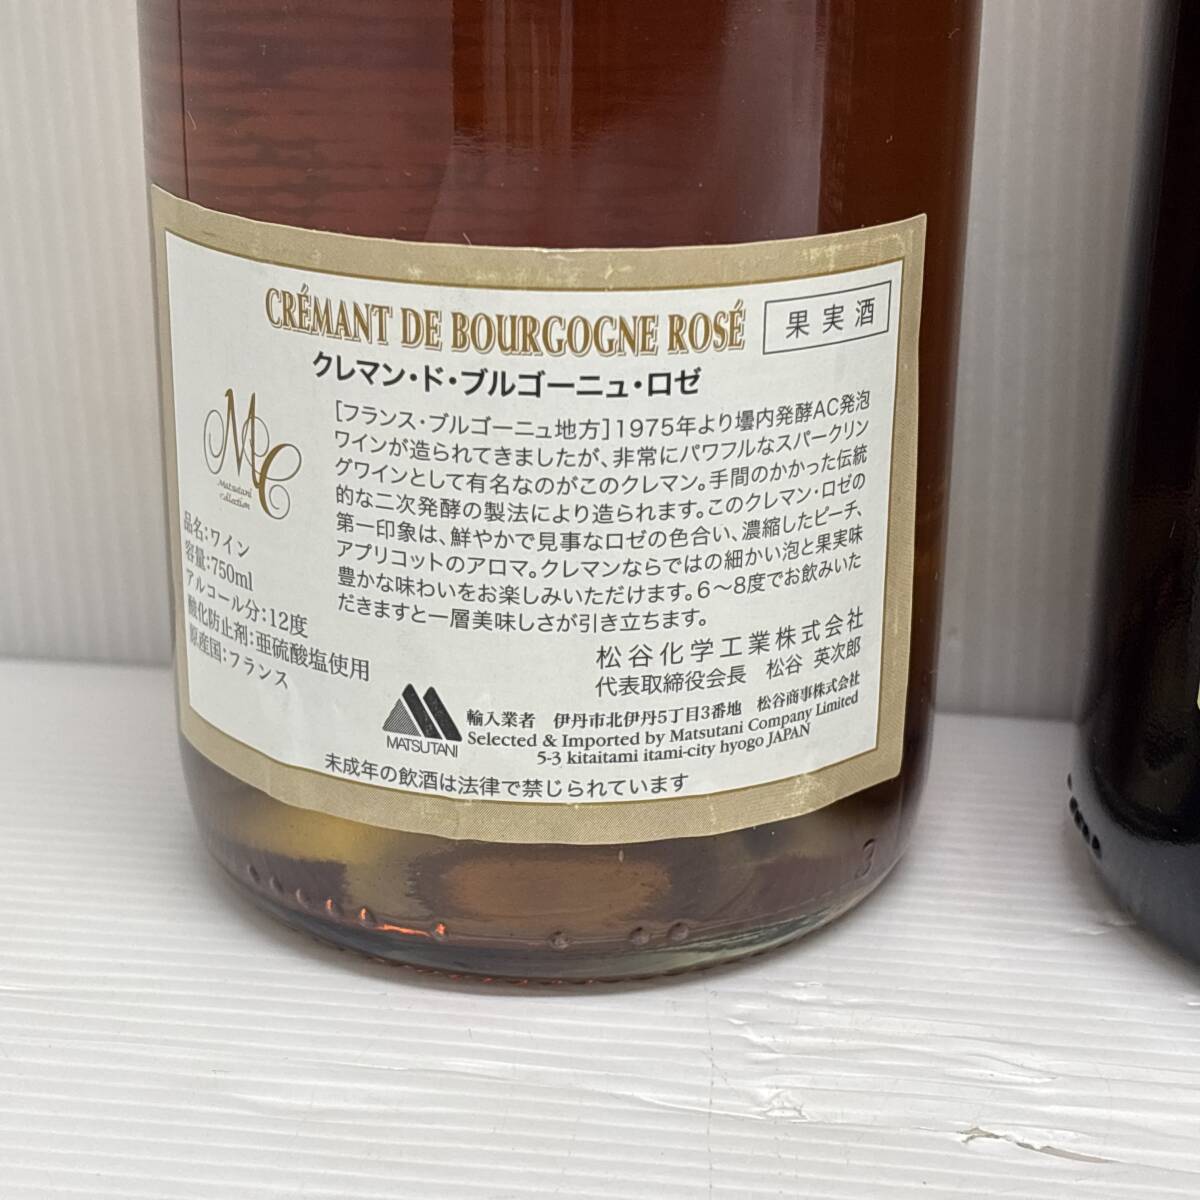 CRÉMANT DE BOURGOGNE ROSÉ
果実酒
クレマン・ド・ブルゴーニュ・ロゼ
[フランス・ブルゴーニュ地方]1975年より壜内発酵AC発泡
ワインが造られてきましたが、非常にパワフルなスパークリン
グワインとして有名なのがこのクレマン。手間のかかった伝統
的な二次発酵の製法により造られます。このクレマン・ロゼの
第一印象は、鮮やかで見事なロゼの色合い、濃縮したピーチ、
アプリコットのアロマ。クレマンならではの細かい泡と果実味
豊かな味わいをお楽しみいただけます。6〜8度でお飲みいた
だきますと一層美味しさが引き立ちます。
MC
Matsutani
Collection
品名:ワイン
容量:750ml
アルコール分:12度
酸化防止剤:亜硫酸塩使用
原産国:フランス
松谷化学工業株式会社
代表取締役会長 松谷 英次郎
MATSUTANI
輸入業者 伊丹市北伊丹5丁目3番地 松谷商事株式会社
Selected & Imported by Matsutani Company Limited
5-3 kitaitami itami-city hyogo JAPAN
未成年の飲酒は法律で禁じられています
3